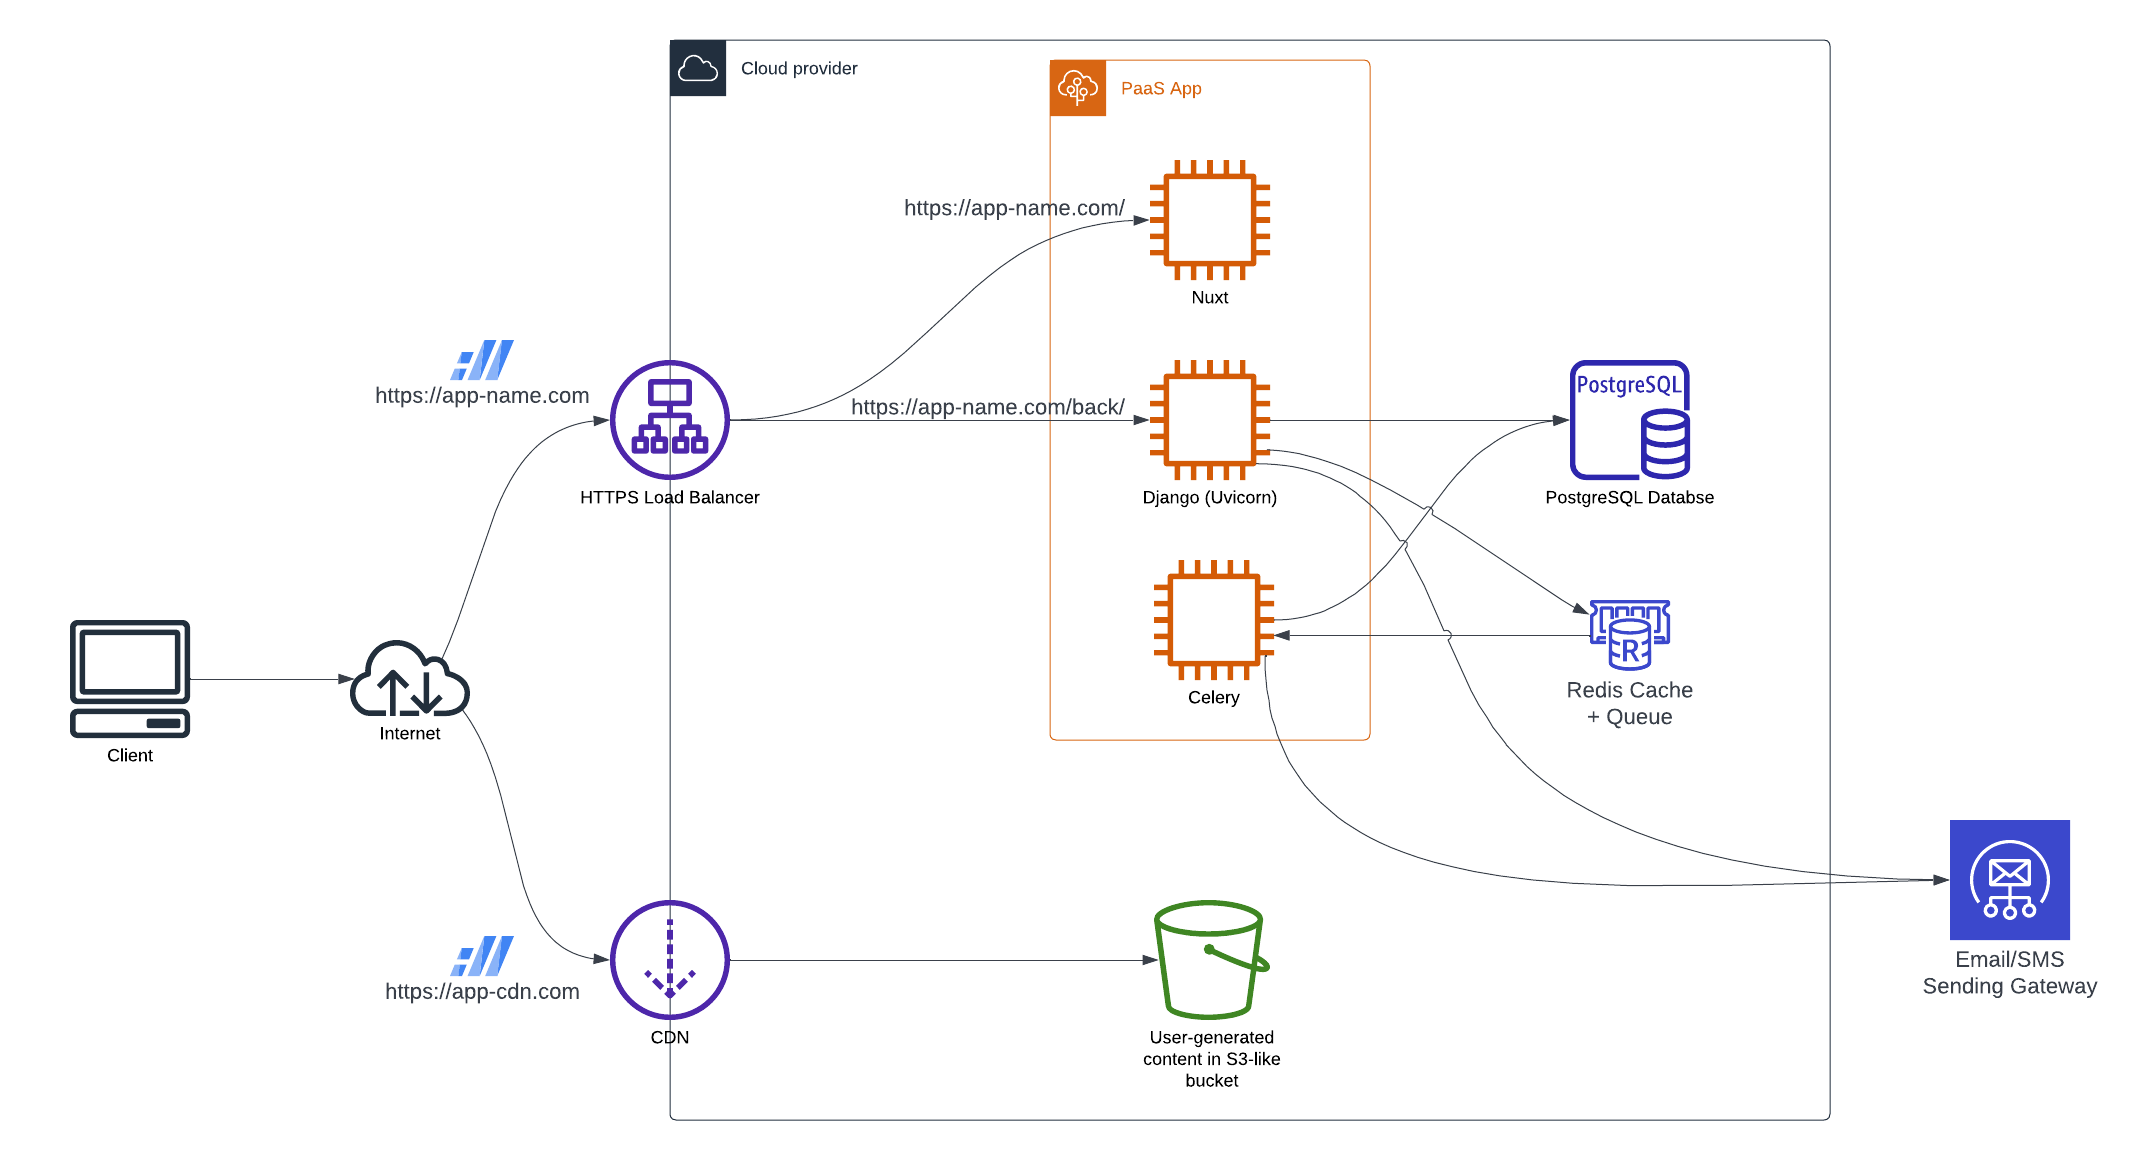 Cloud provider
PaaS App
https://app-name.com/
Nuxt
https://app-name.com
https://app-name.com/back/
PostgreSQL
HTTPS Load Balancer
Django (Uvicorn)
PostgreSQL Databse
R
Celery
Redis Cache
+ Queue
Internet
Client
https://app-cdn.com
CDN
User-generated
content in S3-like
bucket
Email/SMS
Sending Gateway